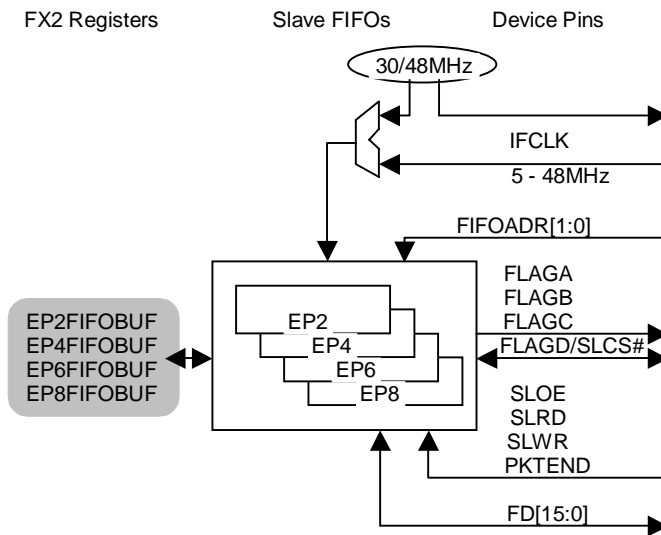 FX2 Registers
Slave FIFOs
Device Pins
30/48MHz
IFCLK
5 - 48MHz
FIFOADR[1:0]
FLAGA
FLAGB
FLAGC
FLAGD/SLCS#
EP2
EP4
EP6
EP8
EP2FIFOBUF
EP4FIFOBUF
EP6FIFOBUF
EP8FIFOBUF
SLOE
SLRD
SLWR
PKTEND
FD[15:0]